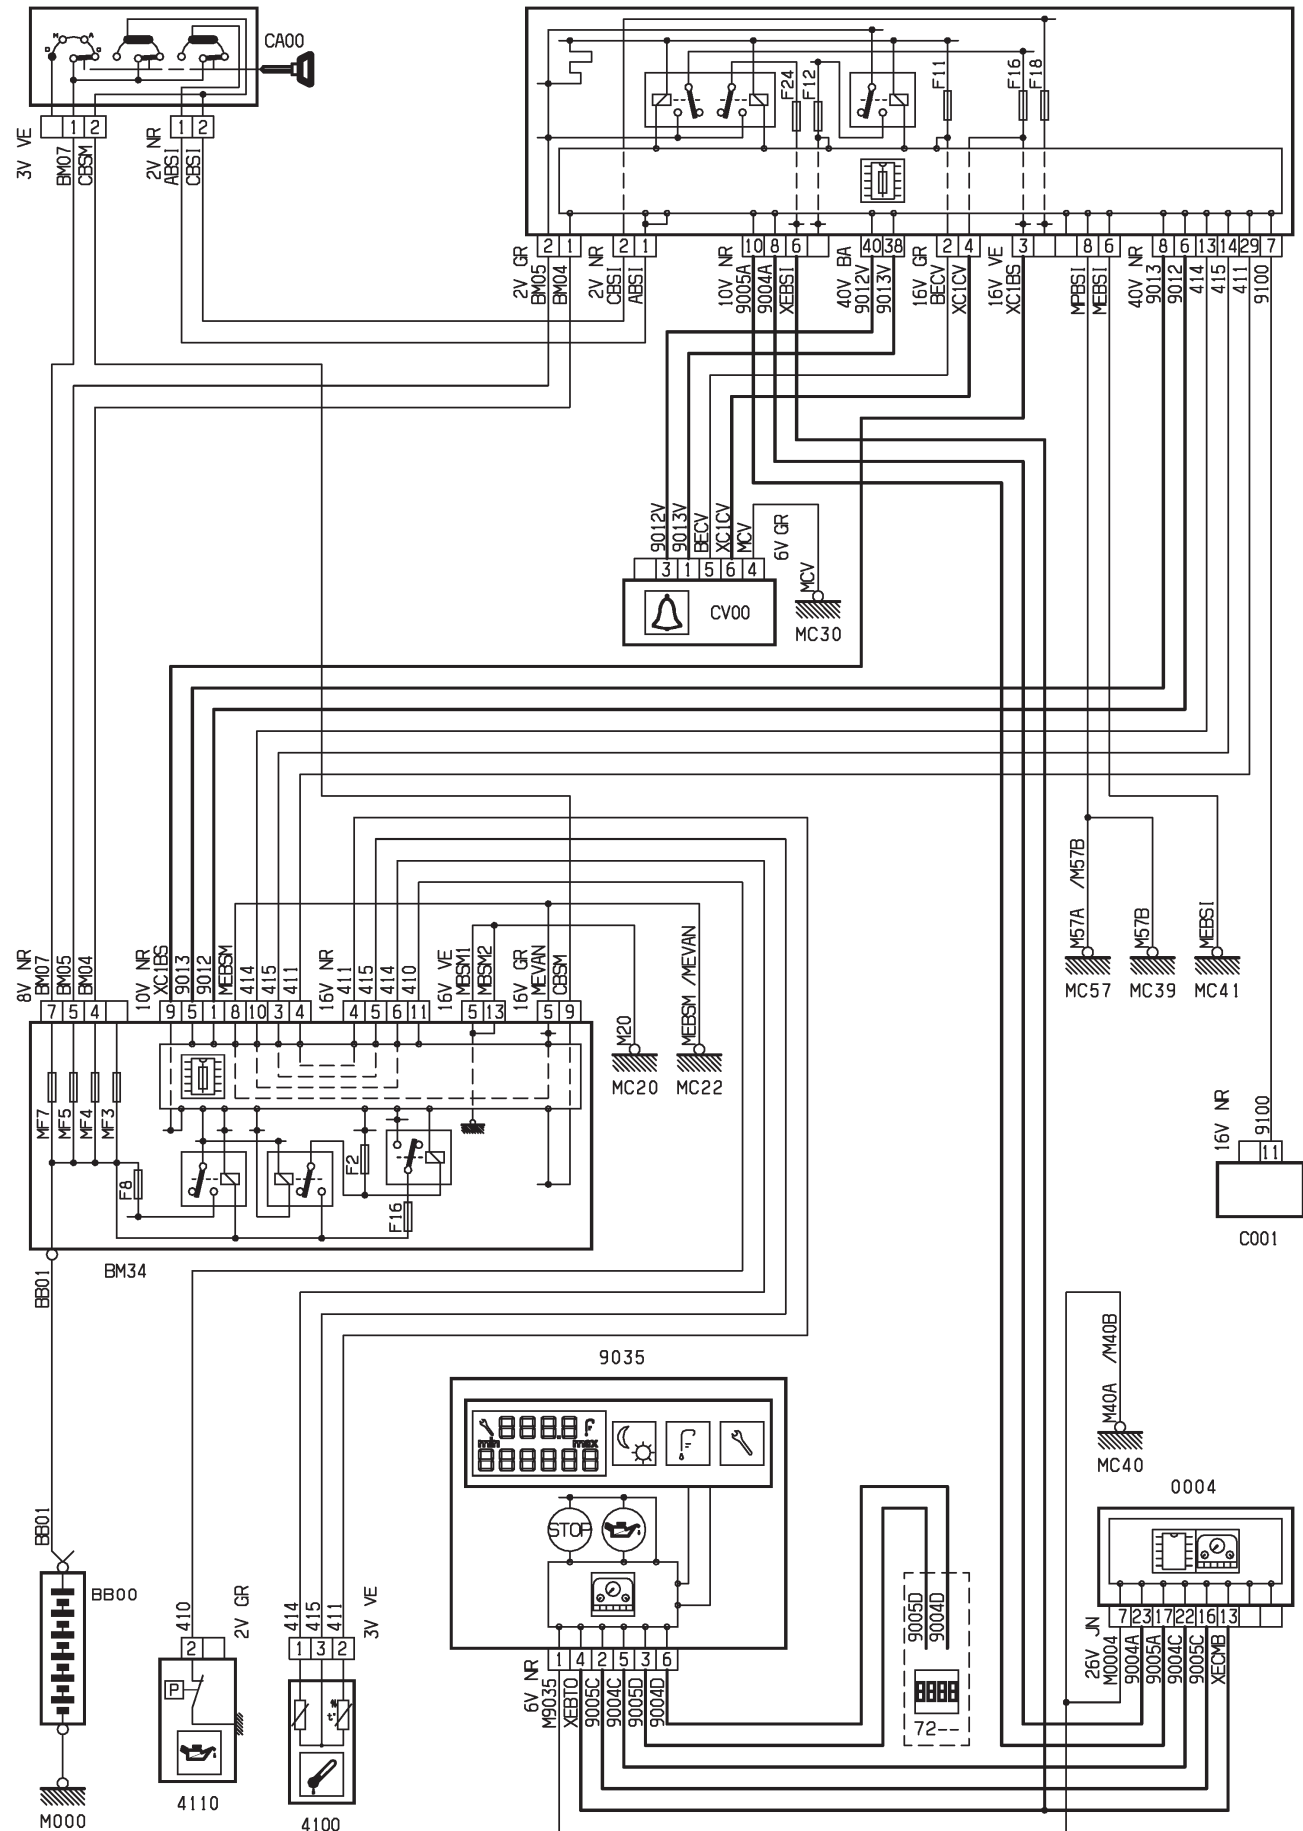 CA00
3V VE
1 2
BM07
CBSM
2V NR
1 2
ABSI
CBSI
F24
F12
F11
F16
F18
2 1
2V GR
BM05
BM04
2 1
2V NR
CBSI
ABSI
10 8 6
10V NR
9005A
9004A
XEBSI
40 38
40V BA
9012V
9013V
2 4
16V GR
BECV
XC1CV
3
16V VE
XC1BS
8 6
MPBSI
MEBSI
8 6 13 14 29 7
40V NR
9013
9012
414
415
411
9100
9012V
9013V
BECV
XC1CV
MCV
6V GR
3 1 5 6 4
CV00
MCV
MC30
M57A /M57B
M57B
MEBSI
MC57
MC39
MC41
8V NR
BM07
BM05
BM04
10V NR
XC1BS
9013
9012
MEBSM
414
415
411
16V NR
411
415
414
410
16V VE
MBSM1
MBSM2
16V GR
MEVAN
CBSM
7 5 4
9 5 1 8 10 3 4
4 5 6 11
5 13
5 9
M20
MEBSM /MEVAN
MC20
MC22
MF7
MF5
MF4
MF3
F8
F2
F16
BM34
BB01
16V NR
9100
11
C001
9035
min
max
STOP
M40A /M40B
MC40
0004
7 23 17 22 16 13
26V JN
M0004
9004A
9005A
9004C
9005C
XECMB
BB01
BB00
M000
410
2V GR
2
P
4110
414
415
411
3V VE
1 3 2
t°
4100
1 4 2 5 3 6
6V NR
M9035
XEBTO
9005C
9004C
9005D
9004D
9005D
9004D
72--